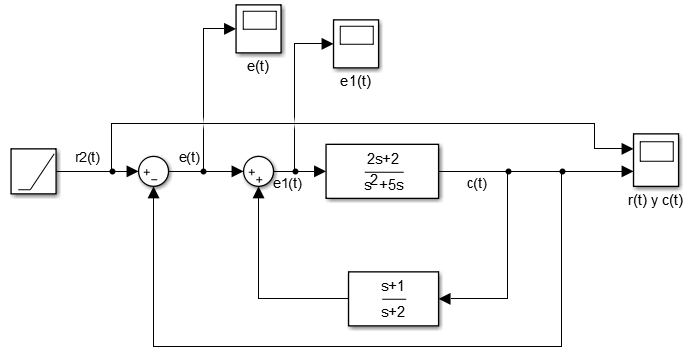 e(t)
e1(t)
r2(t)
+
−
e(t)
+
+
e1(t)
2s+2
s2+5s
c(t)
r(t) y c(t)
s+1
s+2